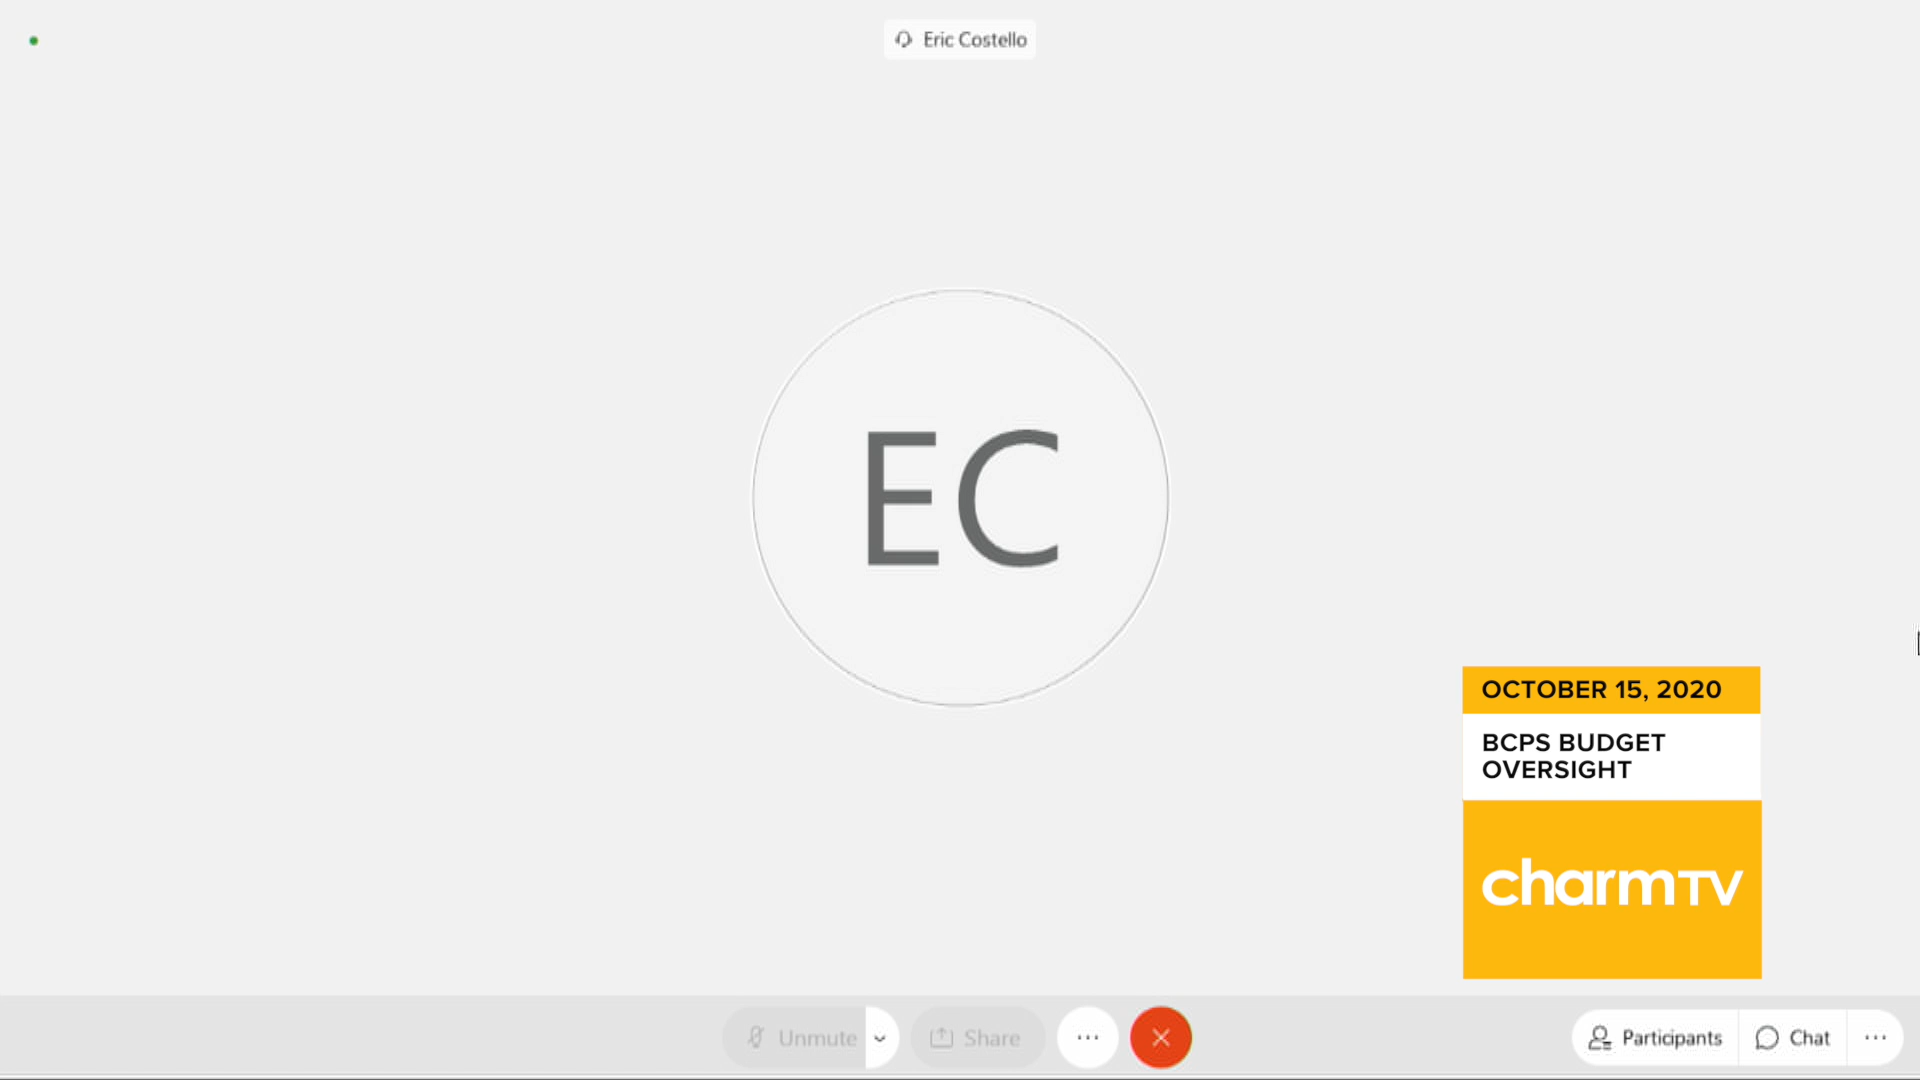 Eric Costello
EC
OCTOBER 15, 2020
BCPS BUDGET
OVERSIGHT
charmTV
Unmute
Share
Participants
Chat